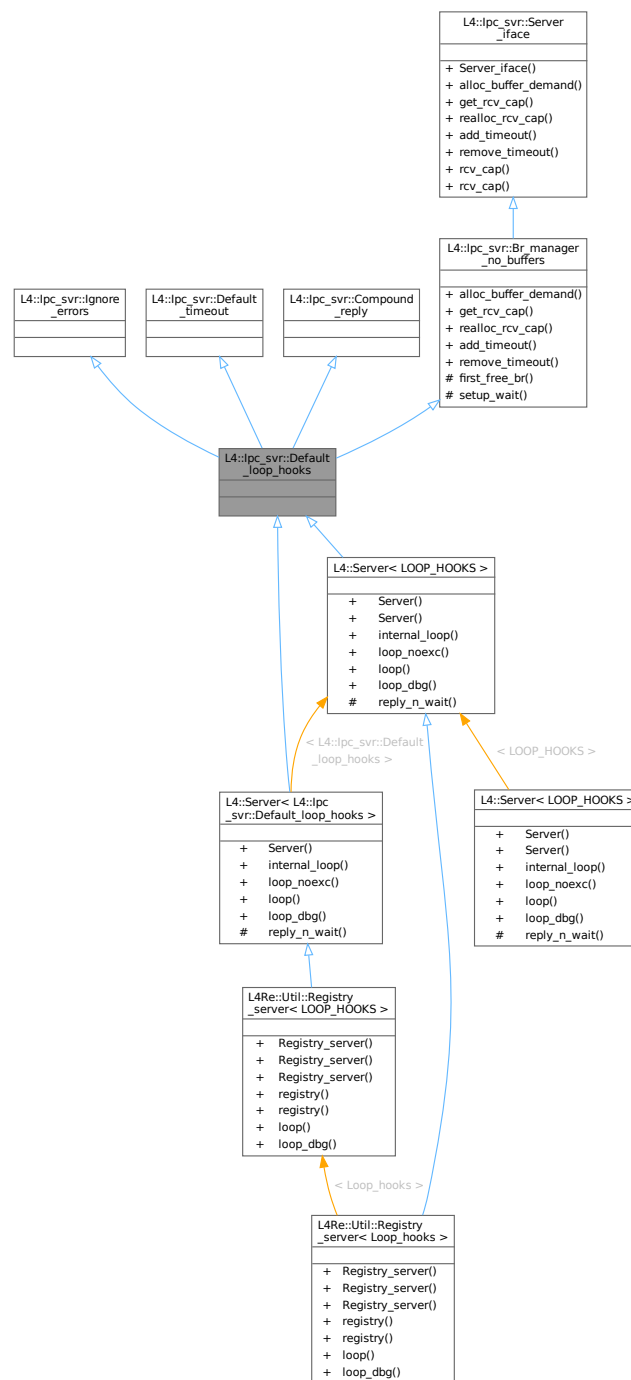 L4::Ipc_svr::Server
_iface
+ Server_iface()
+ alloc_buffer_demand()
+ get_rcv_cap()
+ realloc_rcv_cap()
+ add_timeout()
+ remove_timeout()
+ rcv_cap()
+ rcv_cap()
L4::Ipc_svr::Br_manager
_no_buffers
+ alloc_buffer_demand()
+ get_rcv_cap()
+ realloc_rcv_cap()
+ add_timeout()
+ remove_timeout()
# first_free_br()
# setup_wait()
L4::Ipc_svr::Ignore
_errors
L4::Ipc_svr::Default
_timeout
L4::Ipc_svr::Compound
_reply
L4::Ipc_svr::Default
_loop_hooks
L4::Server< LOOP_HOOKS >
+ Server()
+ Server()
+ internal_loop()
+ loop_noexc()
+ loop()
+ loop_dbg()
# reply_n_wait()
< L4::Ipc_svr::Default
_loop_hooks >
< LOOP_HOOKS >
L4::Server< L4::Ipc
_svr::Default_loop_hooks >
+ Server()
+ internal_loop()
+ loop_noexc()
+ loop()
+ loop_dbg()
# reply_n_wait()
L4::Server< LOOP_HOOKS >
+ Server()
+ Server()
+ internal_loop()
+ loop_noexc()
+ loop()
+ loop_dbg()
# reply_n_wait()
L4Re::Util::Registry
_server< LOOP_HOOKS >
+ Registry_server()
+ Registry_server()
+ Registry_server()
+ registry()
+ registry()
+ loop()
+ loop_dbg()
< Loop_hooks >
L4Re::Util::Registry
_server< Loop_hooks >
+ Registry_server()
+ Registry_server()
+ Registry_server()
+ registry()
+ registry()
+ loop()
+ loop_dbg()